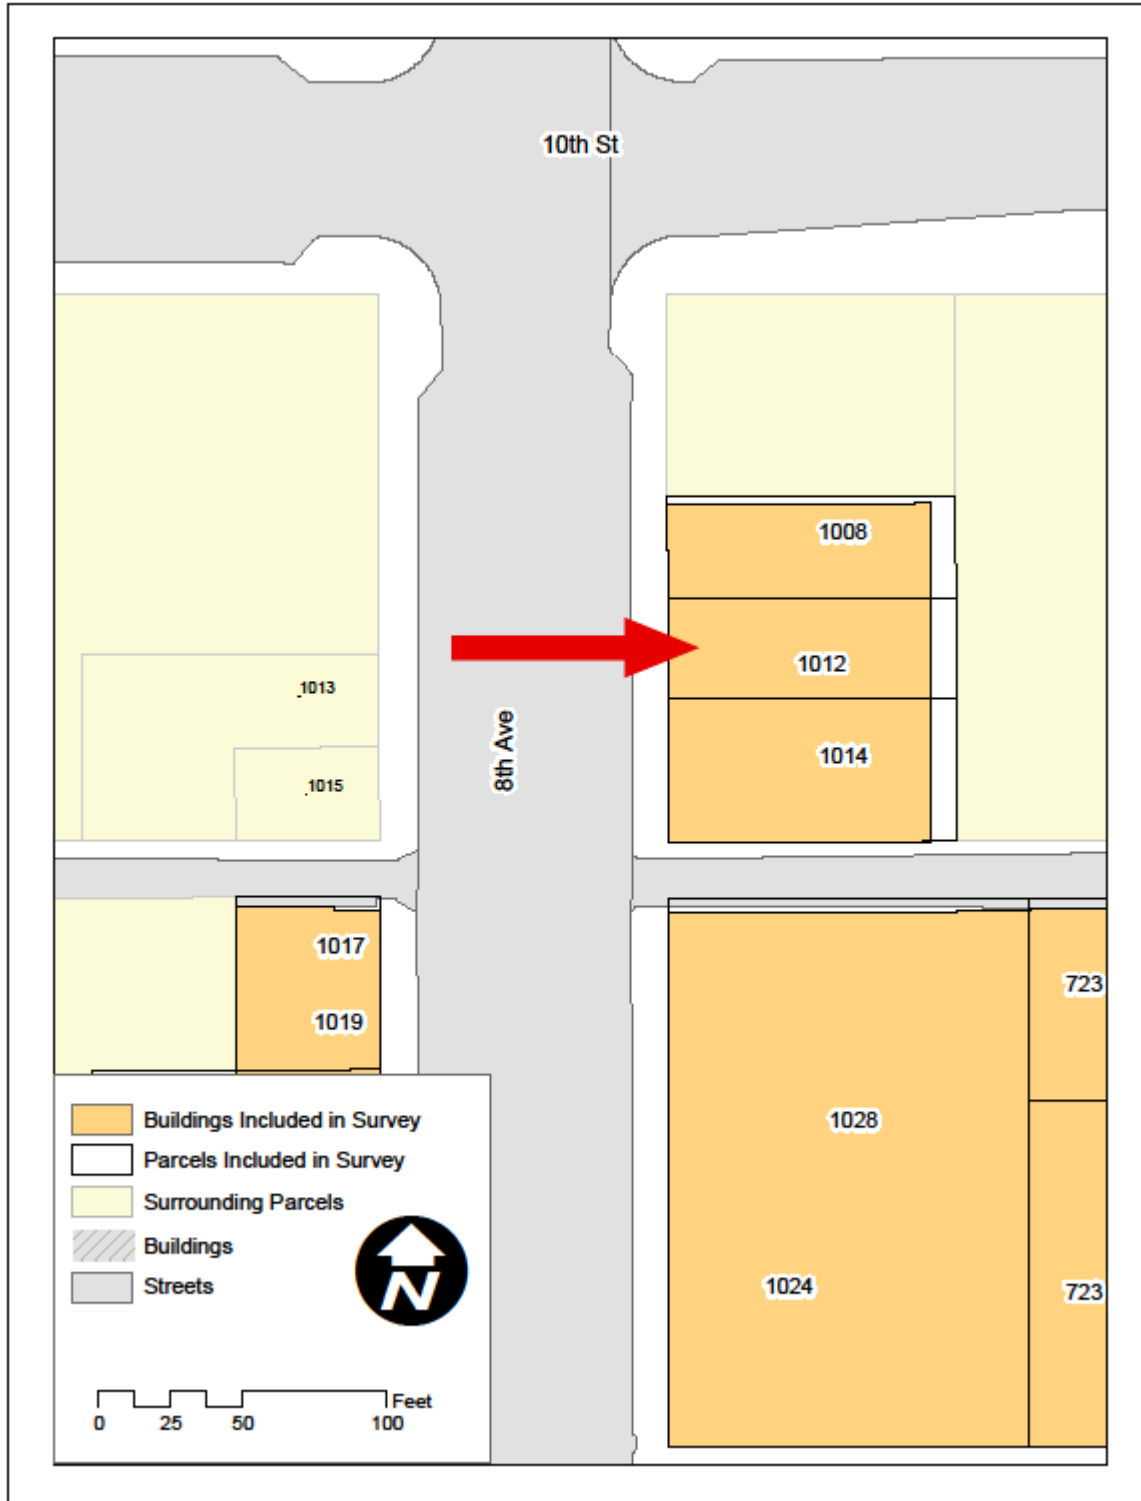 10th St
1008
1012
1013
8th Ave
1014
1015
1017
723
1019
1028
Buildings Included in Survey
Parcels Included in Survey
Surrounding Parcels
Buildings
Streets
N
1024
723
Feet
0 25 50 100